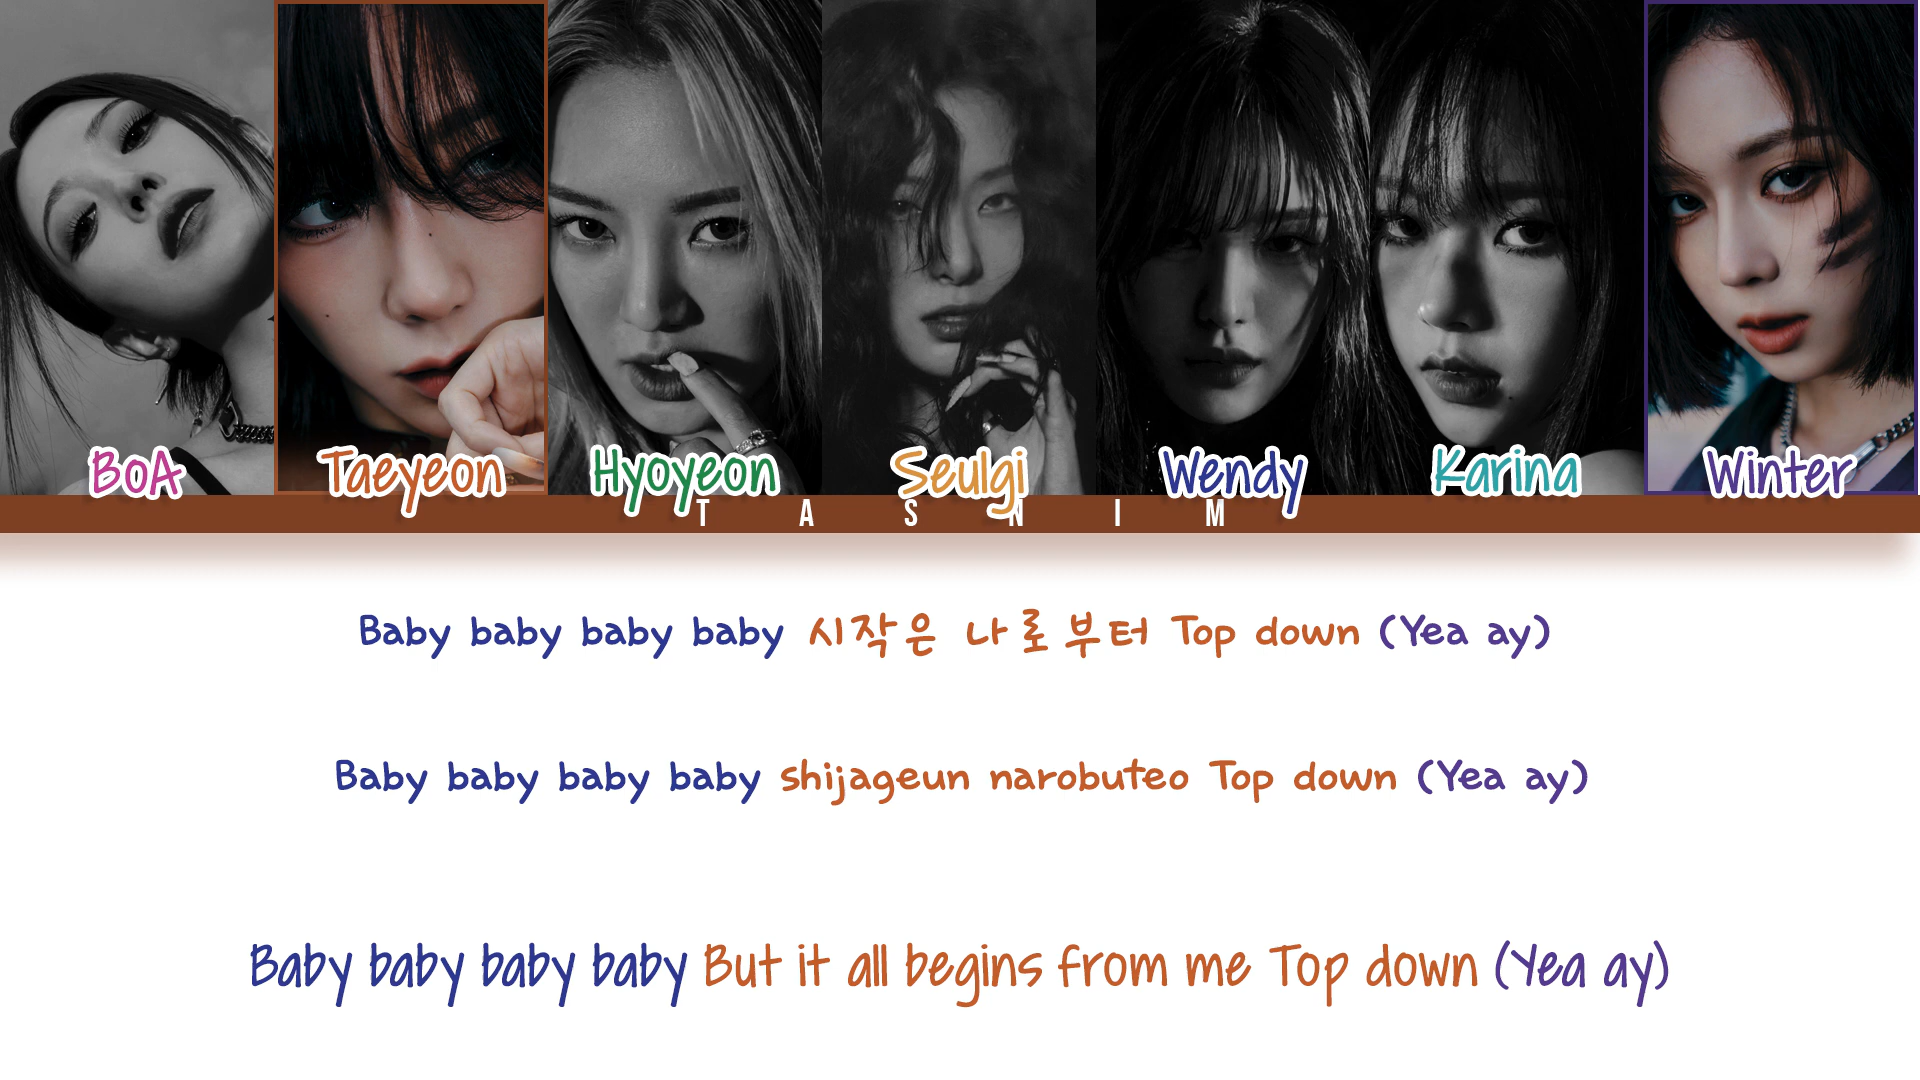 BoA Taeyeon Hyoyeon Seulgi Wendy Karina Winter
TASNIM
Baby baby baby baby 시작은 나로부터 Top down (Yea ay)
Baby baby baby baby shijageun narobuteo Top down (Yea ay)
Baby baby baby baby But it all begins from me Top down (Yea ay)